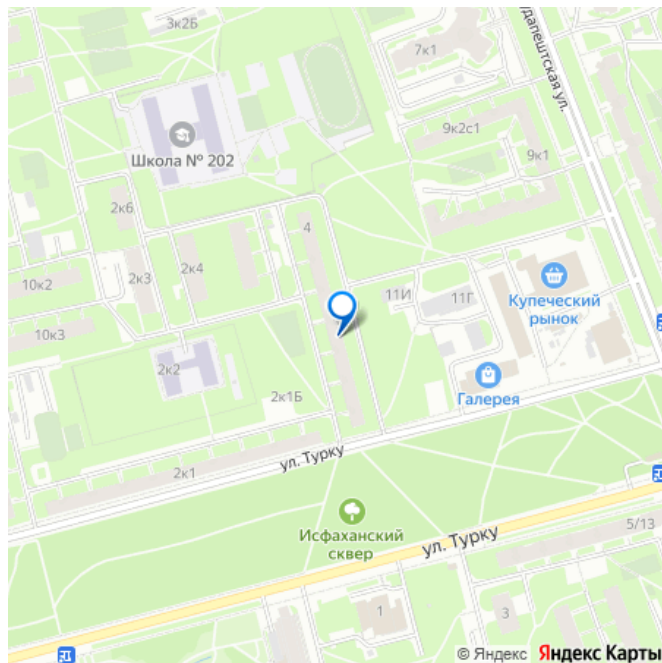 3к2Б
7к1
Будапештская ул.
Школа № 202
9к2с1
9к1
2к6
4
2к3
2к4
10к2
11И
11Г
Купеческий
рынок
10к3
2к2
Галерея
2к1Б
ул. Турку
2к1
Исфаханский
сквер
5/13
ул. Турку
1
3
© Яндекс Яндекс Карты